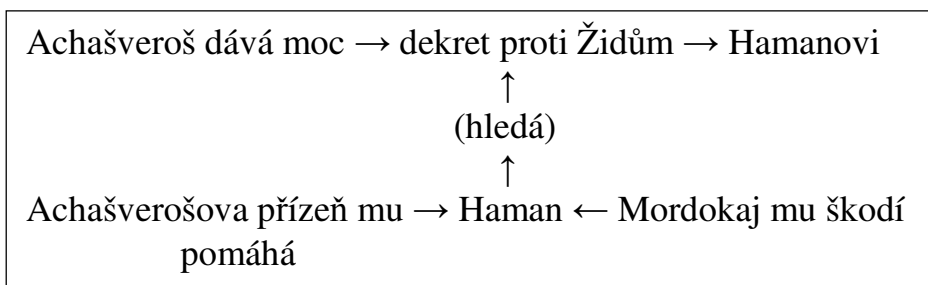 Achašveroš dává moc → dekret proti Židům → Hamanovi
↑
(hledá)
↑
Achašverošova přízeň mu → Haman ← Mordokaj mu škodí
pomáhá